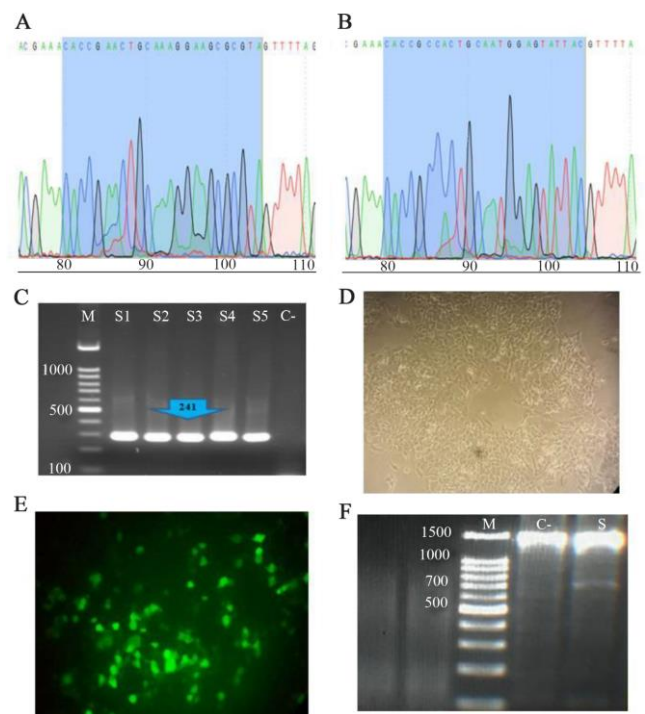 A
ACGAAACACCGAACTGCAAAGGAAGCGCGTAGTTTTAG
80 90 100 110
B
CGAAACACCGCCACTGCAATGGAGTATTACGTTTTA
80 90 100 110
C
M S1 S2 S3 S4 S5 C-
1000
500
241
100
D
E
F
M C- S
1500
1000
700
500